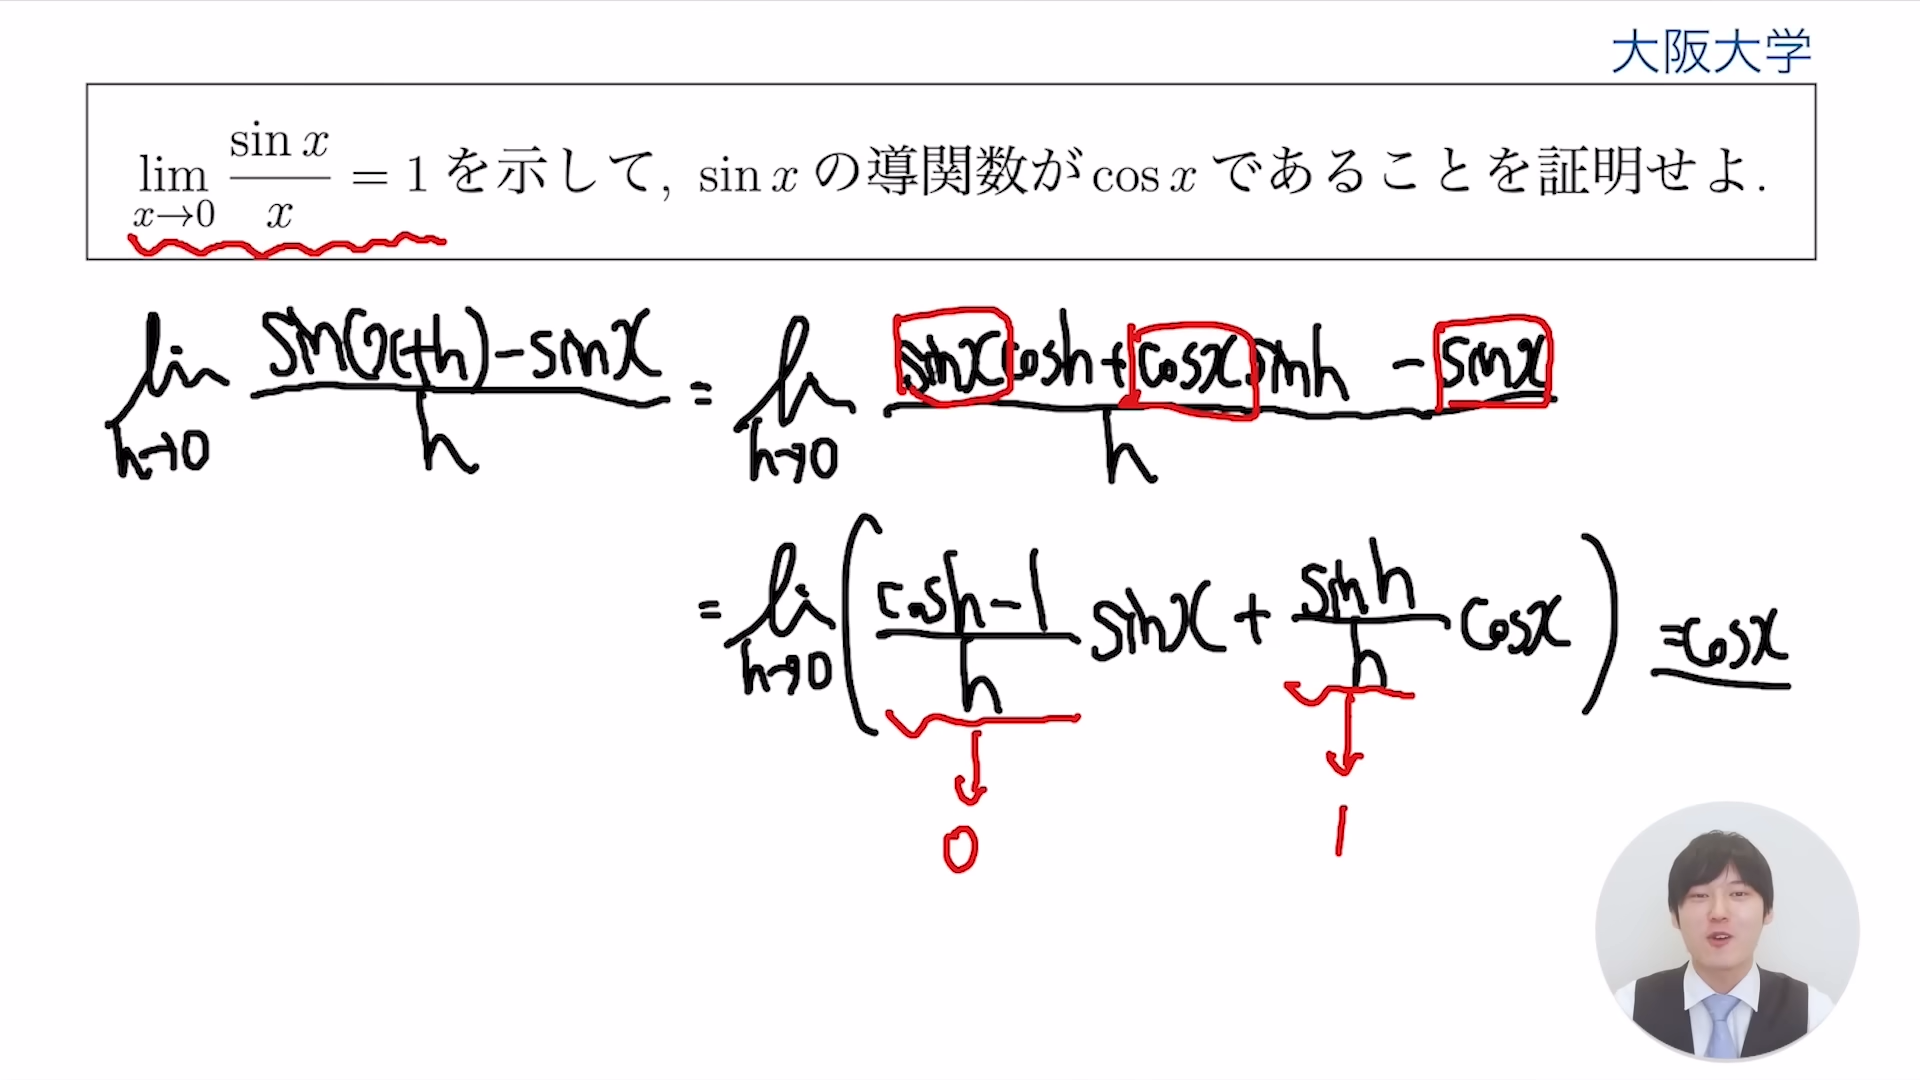 大阪大学
lim_{x→0} sin x / x = 1 を示して, sin x の導関数が cos x であることを証明せよ.
lim_{h→0} (sin(x+h) − sin x) / h = lim_{h→0} (sin x cos h + cos x sin h − sin x) / h
= lim_{h→0} ( (cos h − 1) / h sin x + sin h / h cos x ) = cos x
0 1